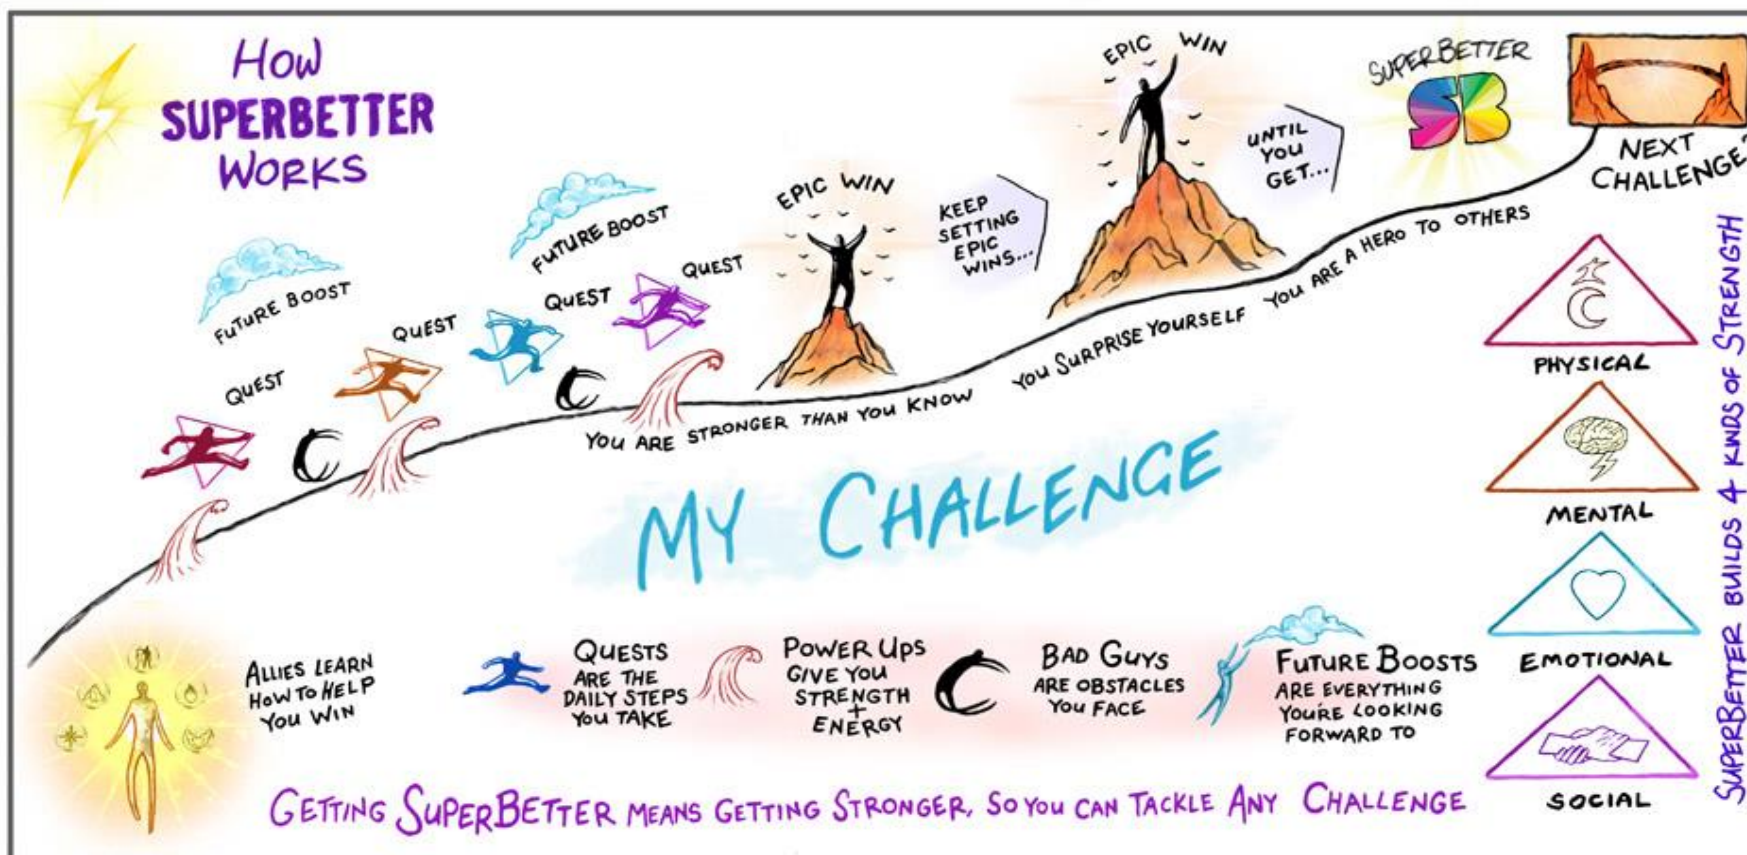 HOW
SUPERBETTER
WORKS
FUTURE BOOST
FUTURE BOOST
QUEST
QUEST
QUEST
QUEST
EPIC WIN
KEEP
SETTING
EPIC
WINS...
EPIC WIN
UNTIL
YOU
GET...
SUPERBETTER
SB
NEXT
CHALLENGE?
YOU ARE STRONGER THAN YOU KNOW
YOU SURPRISE YOURSELF
YOU ARE A HERO TO OTHERS
MY CHALLENGE
PHYSICAL
MENTAL
EMOTIONAL
SOCIAL
SUPERBETTER BUILDS 4 KINDS OF STRENGTH
ALLIES LEARN
HOW TO HELP
YOU WIN
QUESTS
ARE THE
DAILY STEPS
YOU TAKE
POWER UPS
GIVE YOU
STRENGTH
+
ENERGY
BAD GUYS
ARE OBSTACLES
YOU FACE
FUTURE BOOSTS
ARE EVERYTHING
YOU'RE LOOKING
FORWARD TO
GETTING SUPERBETTER MEANS GETTING STRONGER, SO YOU CAN TACKLE ANY CHALLENGE